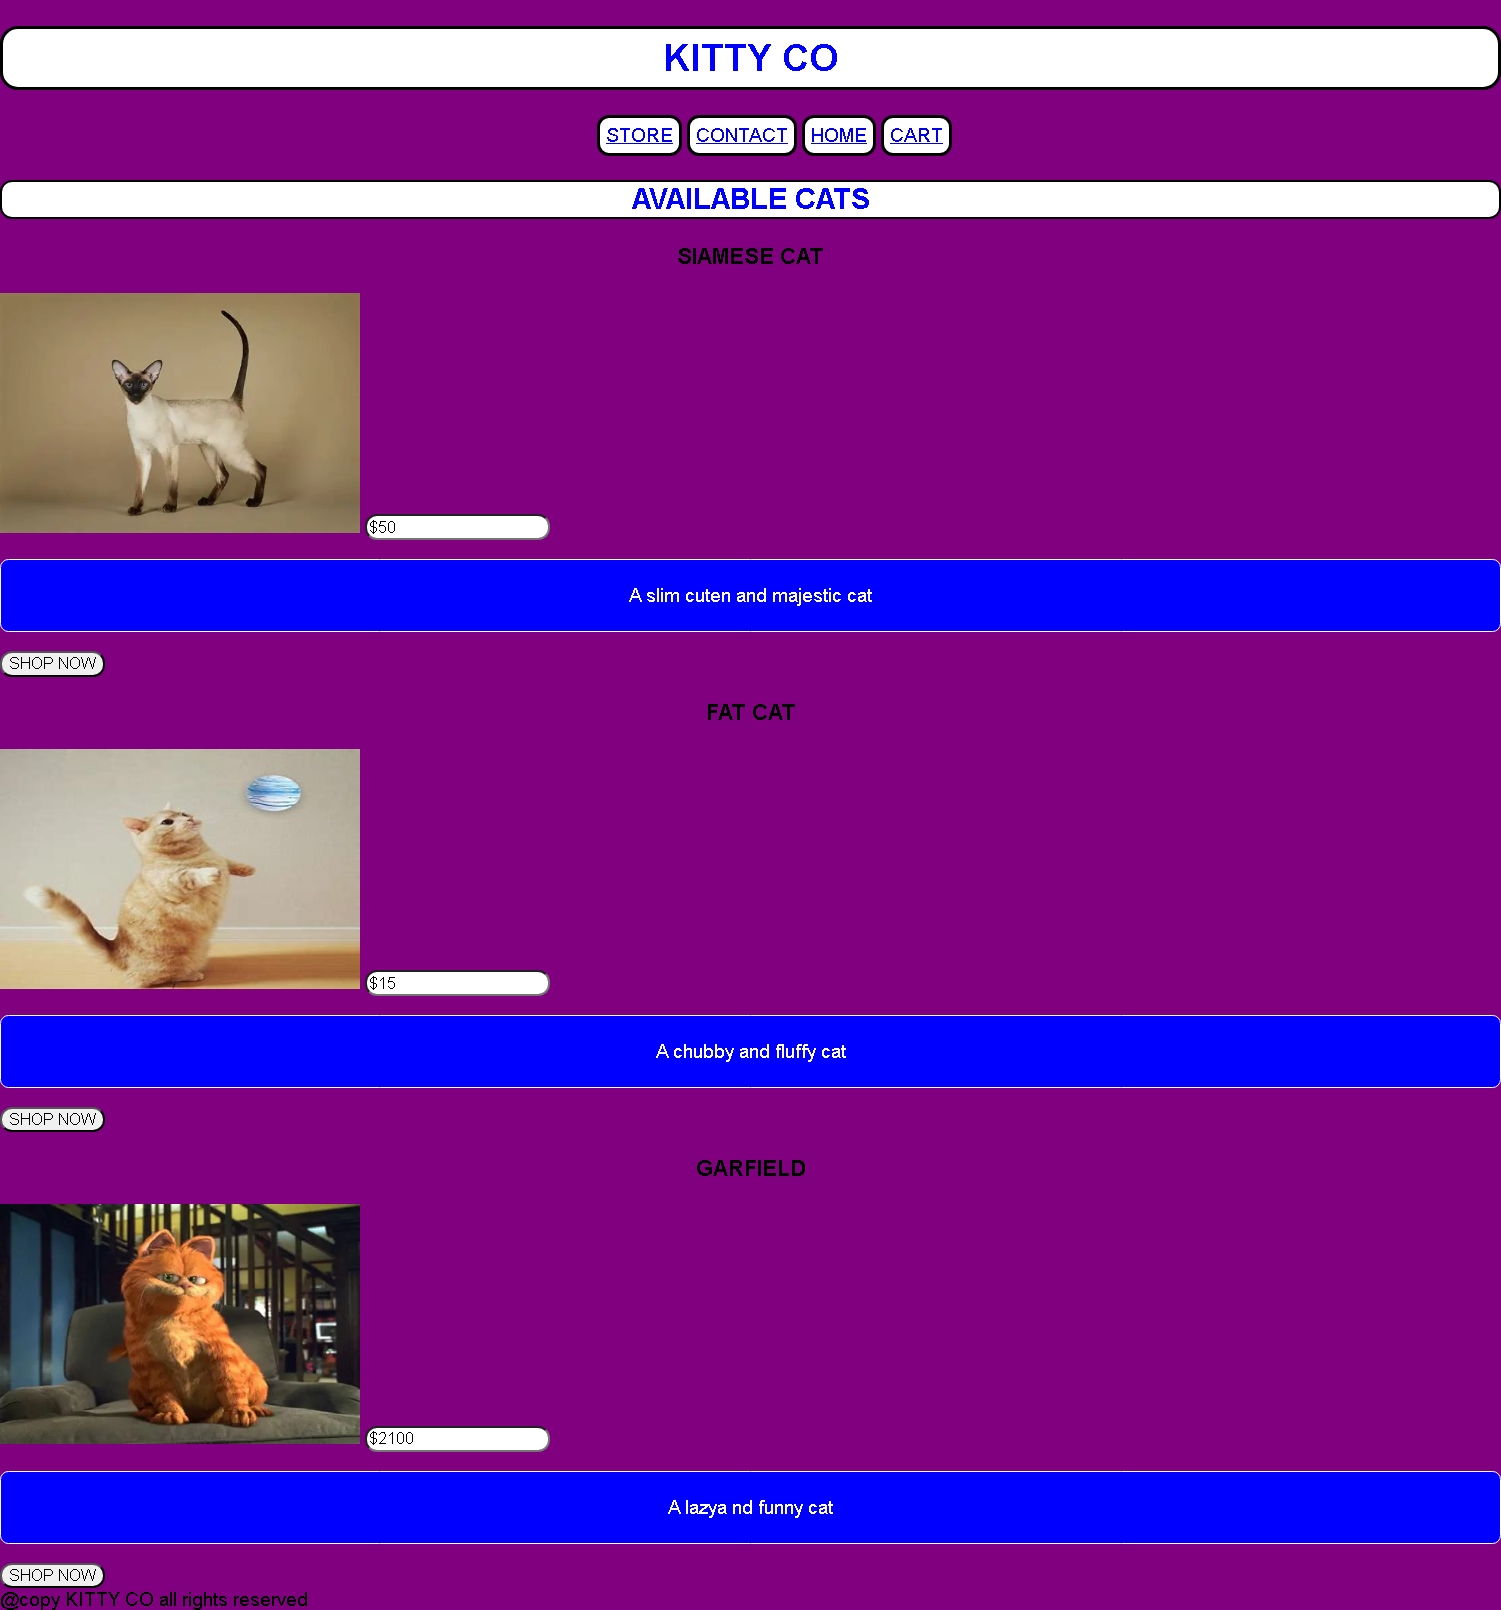 KITTY CO
STORE CONTACT HOME CART
AVAILABLE CATS
SIAMESE CAT
$50
A slim cuten and majestic cat
SHOP NOW
FAT CAT
$15
A chubby and fluffy cat
SHOP NOW
GARFIELD
$2100
A lazya nd funny cat
SHOP NOW
@copy KITTY CO all rights reserved